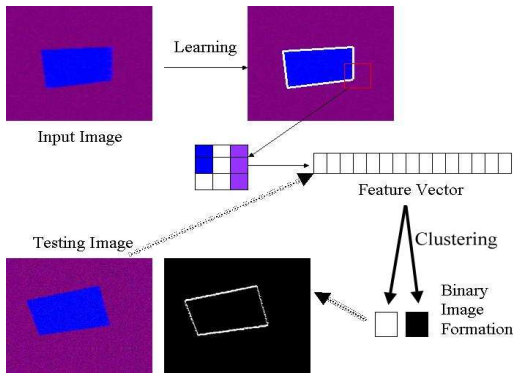 Learning
Input Image
Feature Vector
Testing Image
Clustering
Binary
Image
Formation